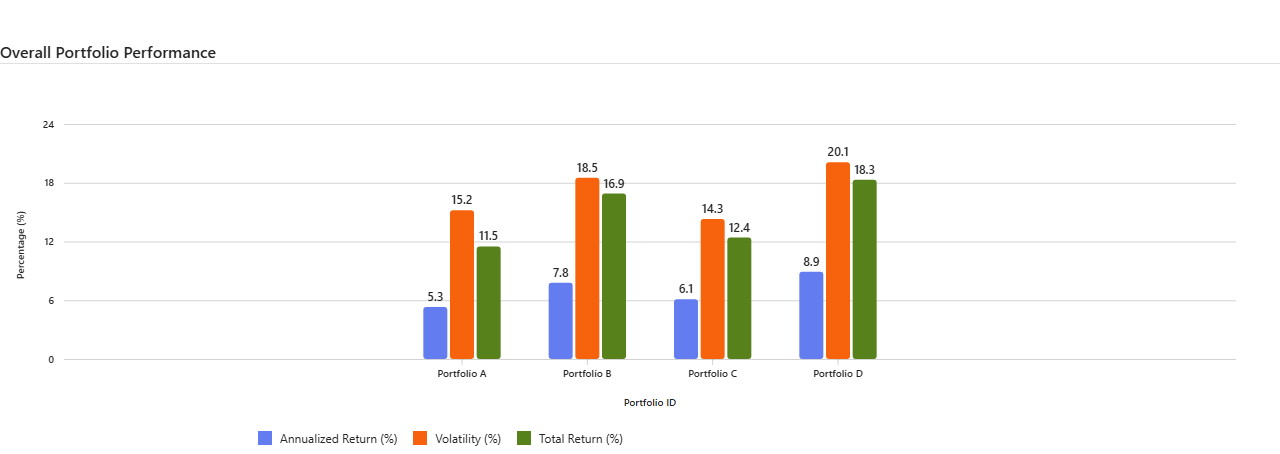 Overall Portfolio Performance
24
18
12
6
0
Percentage (%)
5.3
15.2
11.5
7.8
18.5
16.9
6.1
14.3
12.4
8.9
20.1
18.3
Portfolio A
Portfolio B
Portfolio C
Portfolio D
Portfolio ID
Annualized Return (%) Volatility (%) Total Return (%)